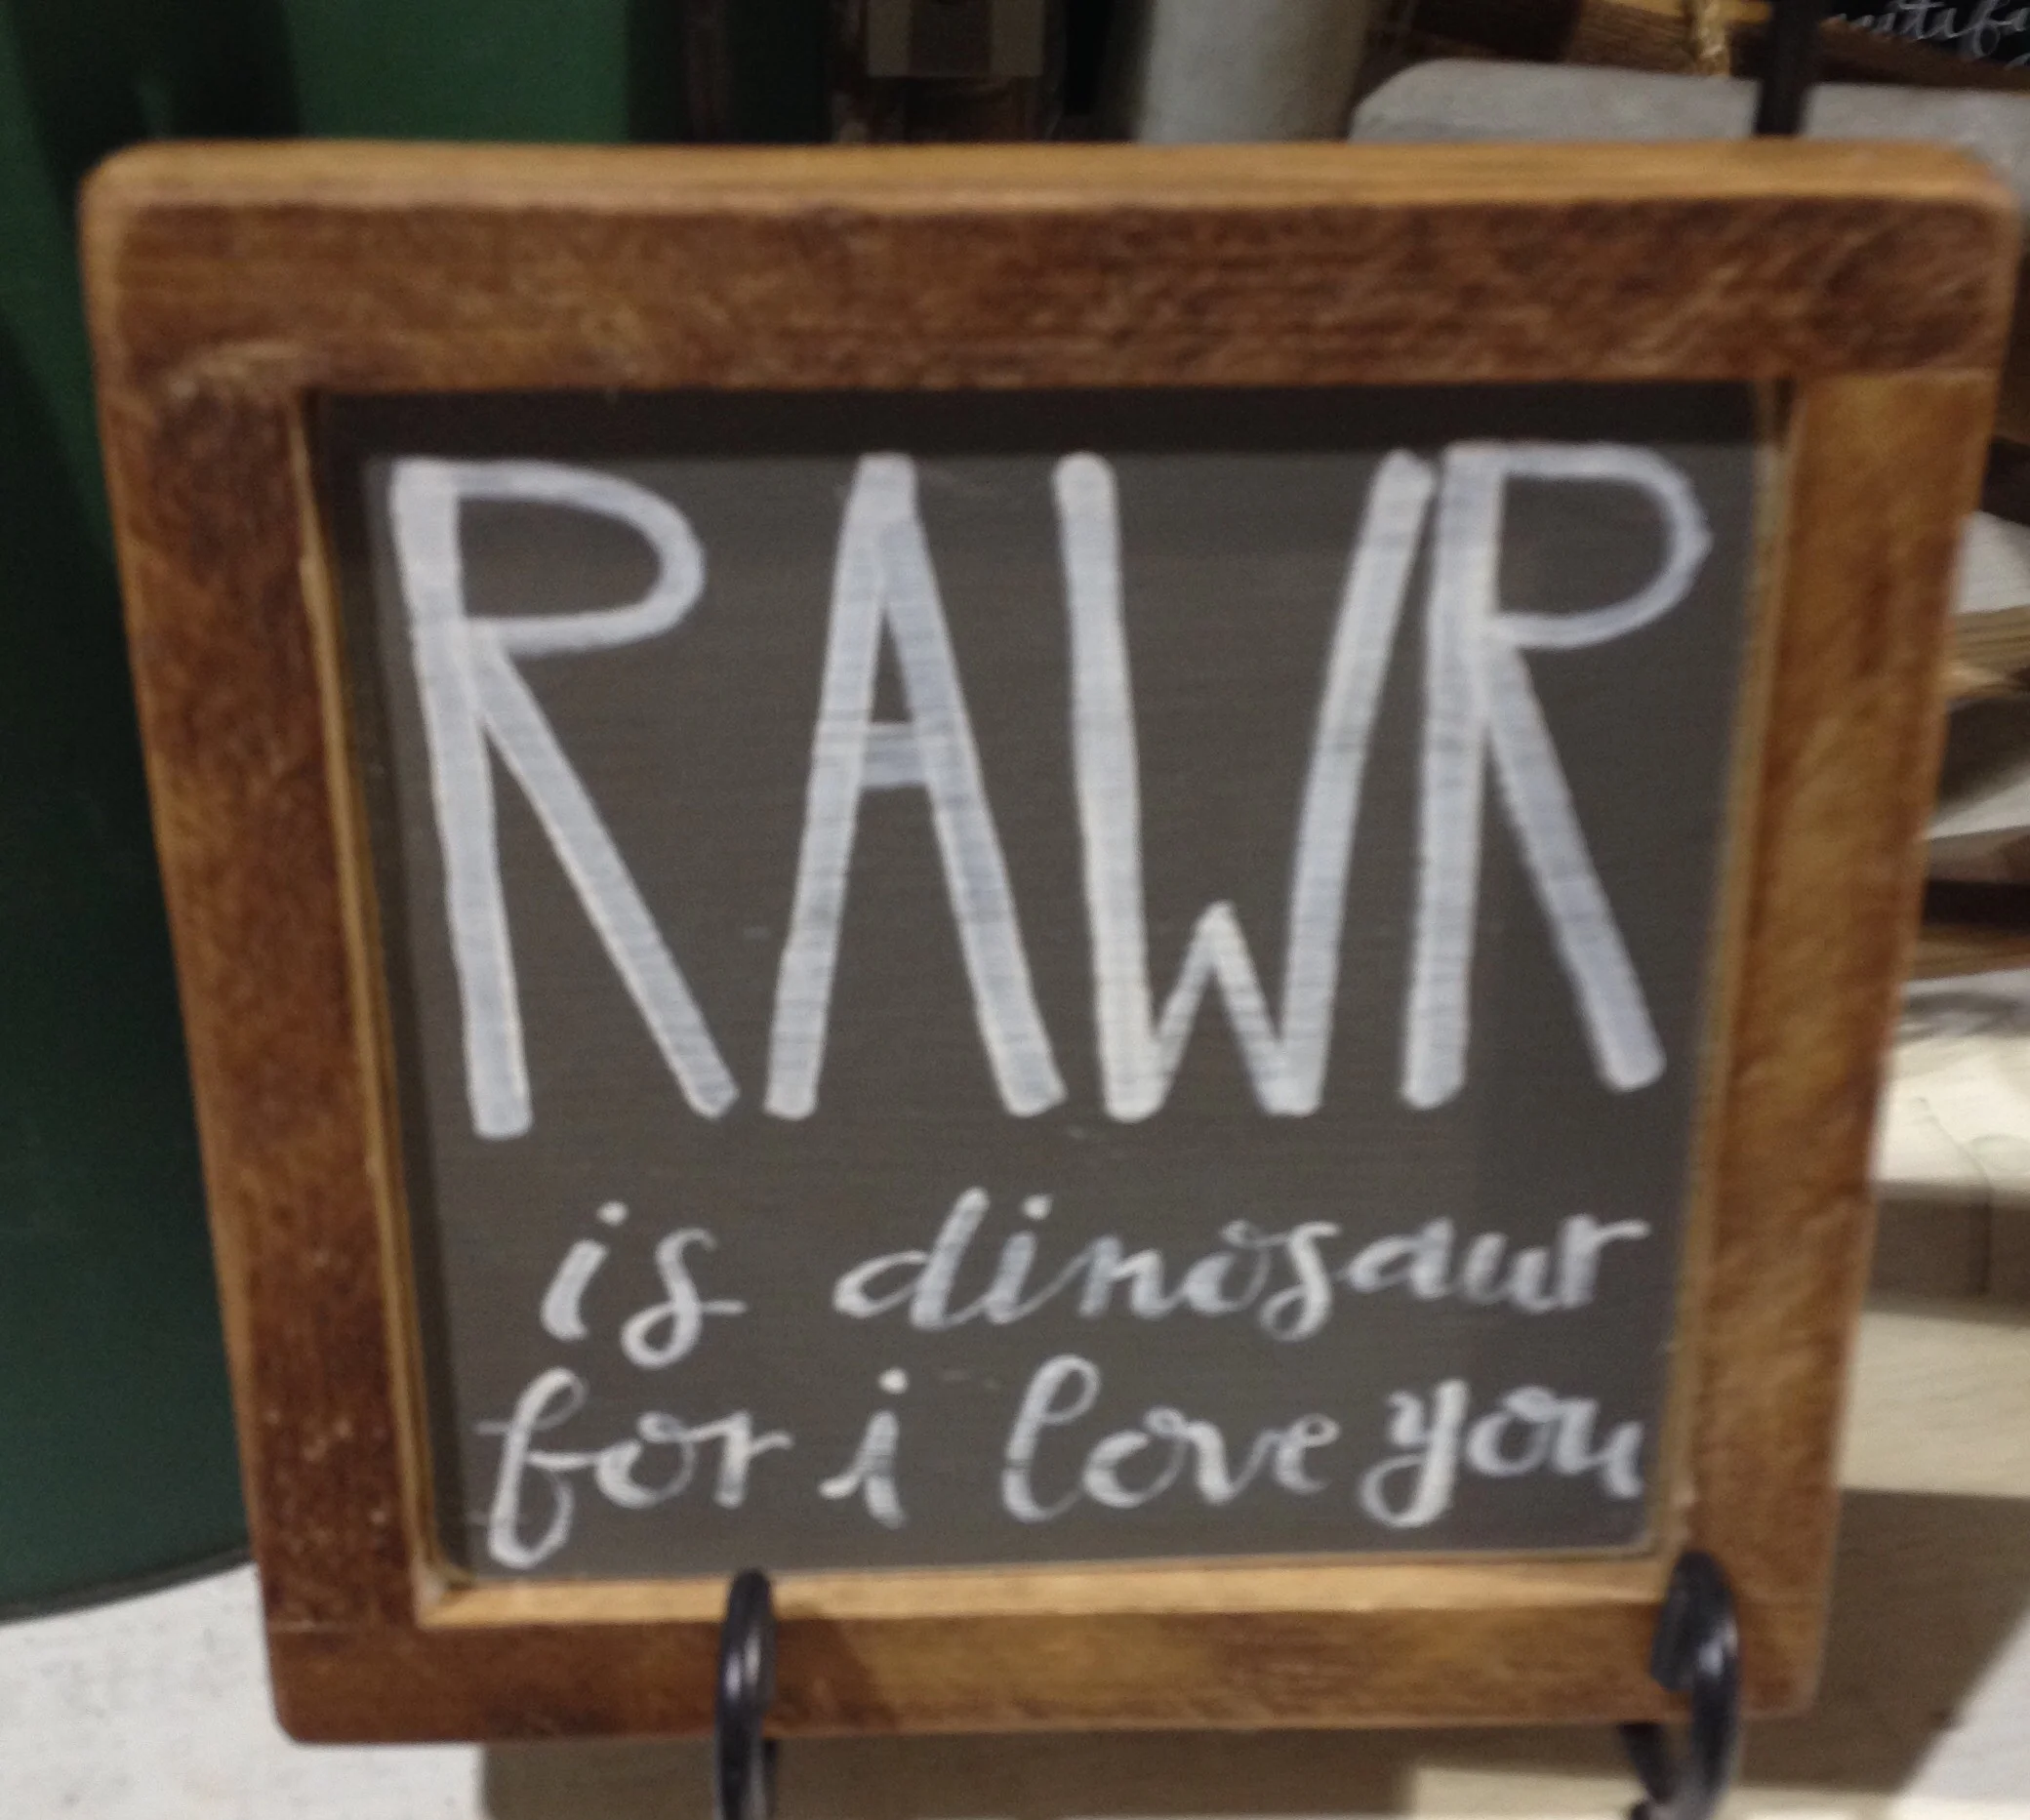 RAWR
is dinosaur
for i love you